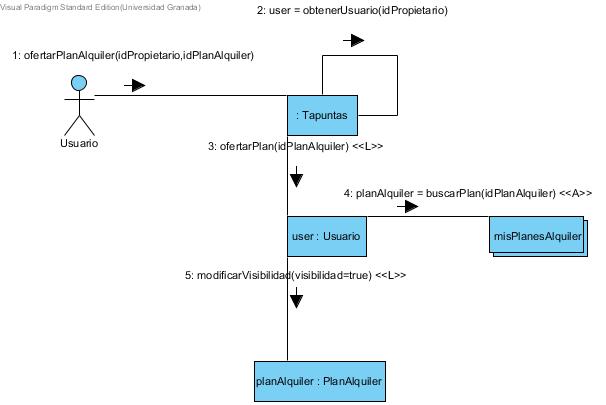 Visual Paradigm Standard Edition(Universidad Granada)
2: user = obtenerUsuario(idPropietario)
1: ofertarPlanAlquiler(idPropietario,idPlanAlquiler)
: Tapuntas
Usuario
3: ofertarPlan(idPlanAlquiler) <<L>>
4: planAlquiler = buscarPlan(idPlanAlquiler) <<A>>
user : Usuario
misPlanesAlquiler
5: modificarVisibilidad(visibilidad=true) <<L>>
planAlquiler : PlanAlquiler